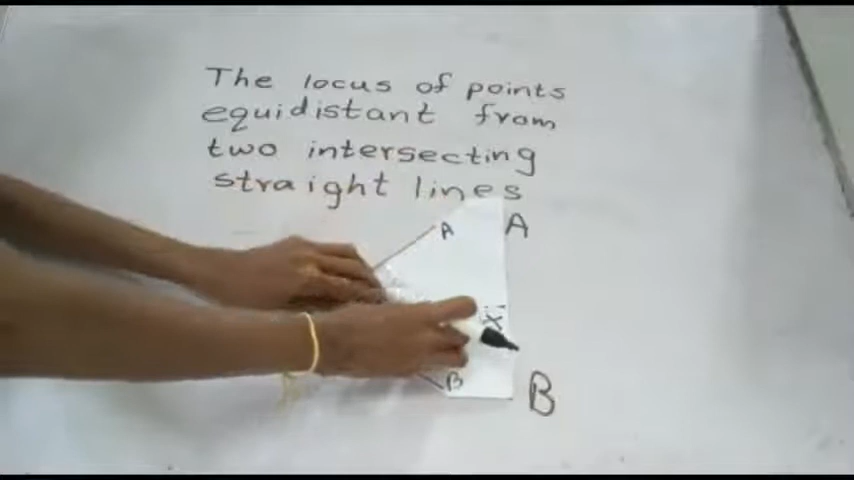 The locus of points
equidistant from
two intersecting
straight lines
A A
X
B B